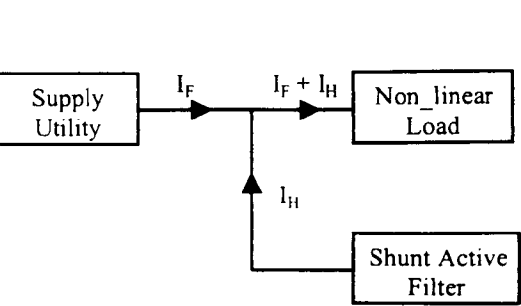 I_F
I_F + I_H
Supply
Utility
Non_linear
Load
I_H
Shunt Active
Filter